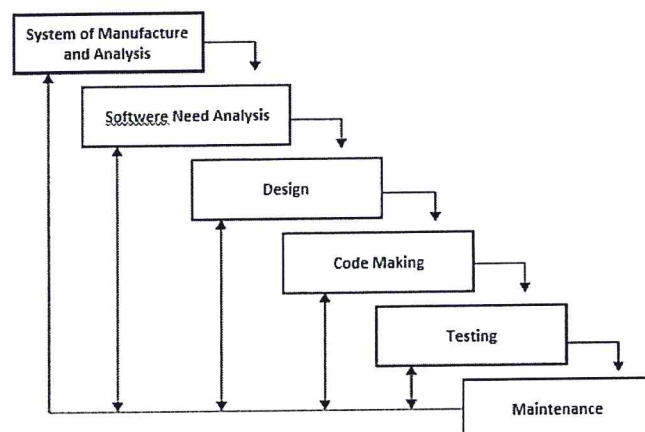 System of Manufacture
and Analysis
Softwere Need Analysis
Design
Code Making
Testing
Maintenance